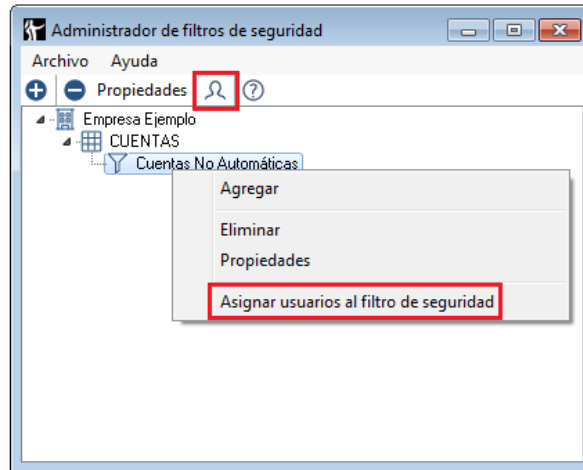 Administrador de filtros de seguridad
Archivo Ayuda
Propiedades ?
Empresa Ejemplo
CUENTAS
Cuentas No Automáticas
Agregar
Eliminar
Propiedades
Asignar usuarios al filtro de seguridad